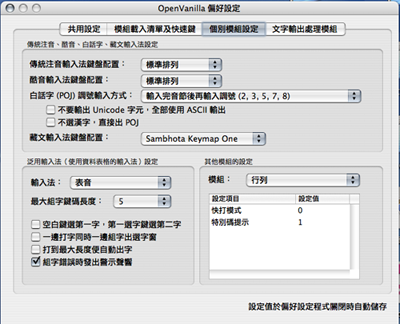 OpenVanilla 偏好設定
共用設定 模組載入清單及快速鍵 個別模組設定 文字輸出處理模組
傳統注音、酷音、白話字、藏文輸入法設定
傳統注音輸入法鍵盤配置： 標準排列
酷音輸入法鍵盤配置： 標準排列
白話字 (POJ) 調號輸入方式： 輸入完音節後再輸入調號 (2, 3, 5, 7, 8)
不要輸出 Unicode 字元，全部使用 ASCII 輸出
不選漢字，直接出 POJ
藏文輸入法鍵盤配置： Sambhota Keymap One
泛用輸入法（使用資料表格的輸入法）設定
輸入法： 表音
最大組字鍵碼長度： 5
空白鍵選第一字，第一選字鍵選第二字
一邊打字同時一邊組字出選字窗
打到最大長度便自動出字
組字錯誤時發出警示聲響
其他模組的設定
模組： 行列
設定項目 設定值
快打模式 0
特別碼提示 1
設定值於偏好設定程式關閉時自動儲存